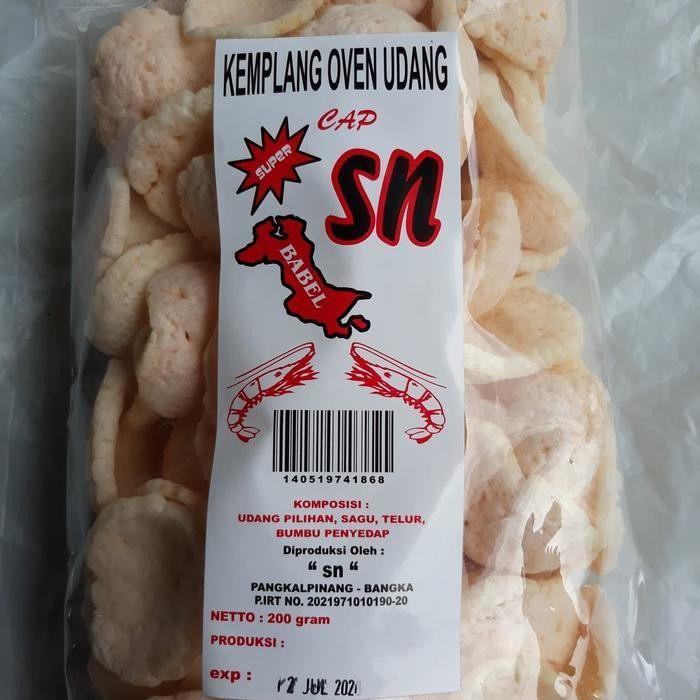 KEMPLANG OVEN UDANG
CAP
SUPER
sn
BABEL
140519741868
KOMPOSISI :
UDANG PILIHAN, SAGU, TELUR,
BUMBU PENYEDAP
Diproduksi Oleh :
“ sn “
PANGKALPINANG - BANGKA
P.IRT NO. 2021971010190-20
NETTO : 200 gram
PRODUKSI :
exp : JUL